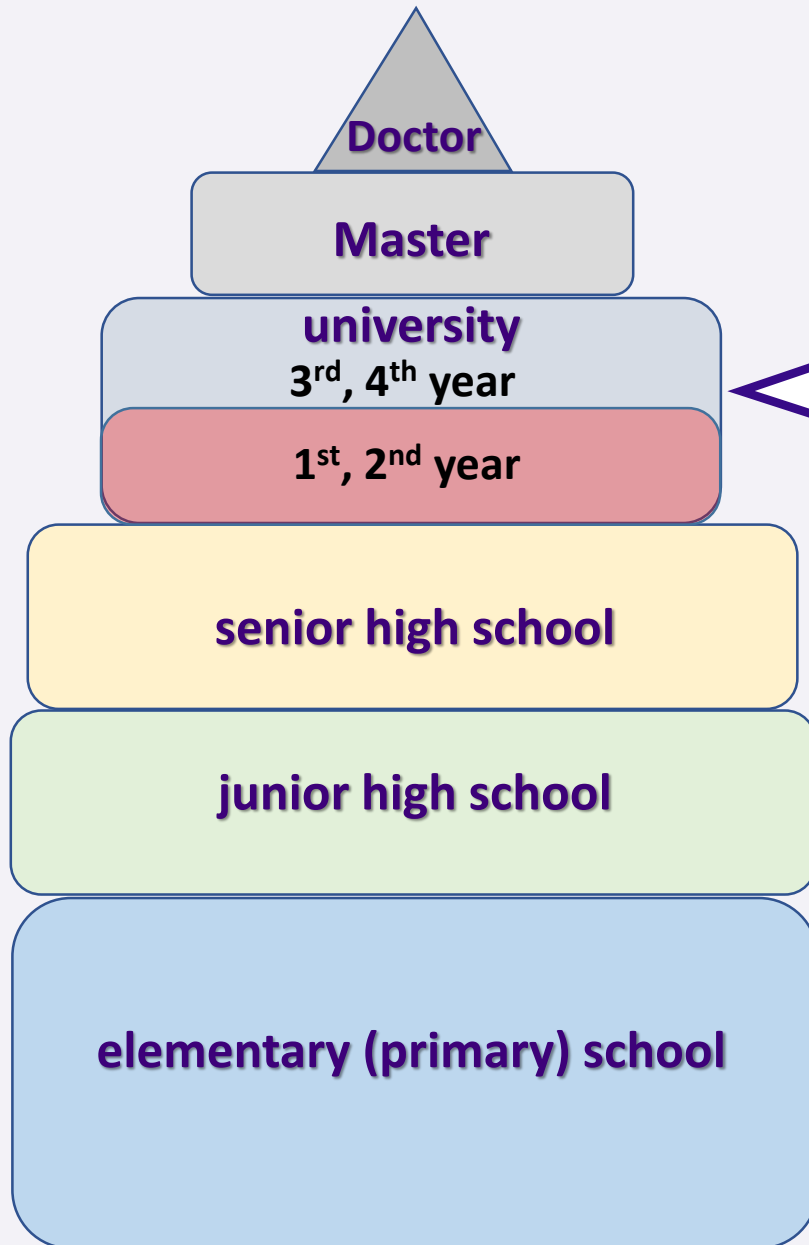 Doctor
Master
university
3rd, 4th year
1st, 2nd year
senior high school
junior high school
elementary (primary) school